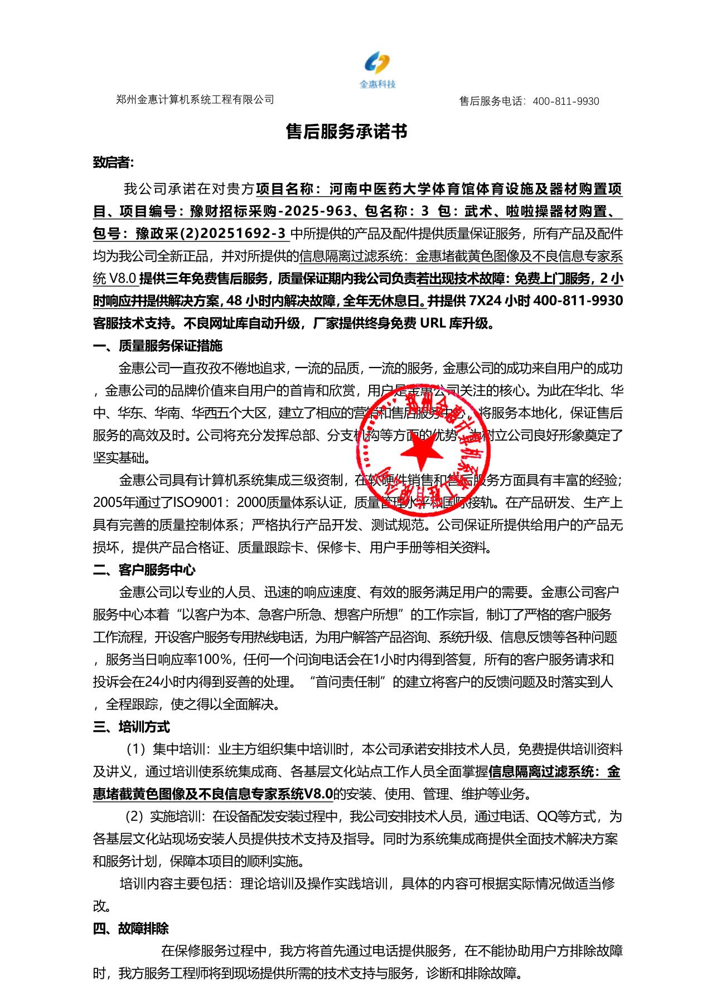 金惠科技
郑州金惠计算机系统工程有限公司
售后服务电话：400-811-9930
售后服务承诺书
致启者：
我公司承诺在对贵方项目名称：河南中医药大学体育馆体育设施及器材购置项
目、项目编号：豫财招标采购-2025-963、包名称：3 包：武术、啦啦操器材购置、
包号：豫政采(2)20251692-3 中所提供的产品及配件提供质量保证服务，所有产品及配件
均为我公司全新正品，并对所提供的信息隔离过滤系统：金惠堵截黄色图像及不良信息专家系
统 V8.0 提供三年免费售后服务，质量保证期内我公司负责若出现技术故障：免费上门服务，2 小
时响应并提供解决方案，48 小时内解决故障，全年无休息日。并提供 7X24 小时 400-811-9930
客服技术支持。不良网址库自动升级，厂家提供终身免费 URL 库升级。
一、质量服务保证措施
金惠公司一直孜孜不倦地追求，一流的品质，一流的服务，金惠公司的成功来自用户的成功
，金惠公司的品牌价值来自用户的首肯和欣赏，用户是金惠公司关注的核心。为此在华北、华
中、华东、华南、华西五个大区，建立了相应的营销和售后服务中心，将服务本地化，保证售后
服务的高效及时。公司将充分发挥总部、分支机构等方面的优势，为树立公司良好形象奠定了
坚实基础。
金惠公司具有计算机系统集成三级资制，在软硬件销售和售后服务方面具有丰富的经验；
2005年通过了ISO9001：2000质量体系认证，质量管理水平和国际接轨。在产品研发、生产上
具有完善的质量控制体系；严格执行产品开发、测试规范。公司保证所提供给用户的产品无
损坏，提供产品合格证、质量跟踪卡、保修卡、用户手册等相关资料。
郑州金惠计算机系统工程有限公司
二、客户服务中心
金惠公司以专业的人员、迅速的响应速度、有效的服务满足用户的需要。金惠公司客户
服务中心本着“以客户为本、急客户所急、想客户所想”的工作宗旨，制订了严格的客户服务
工作流程，开设客户服务专用热线电话，为用户解答产品咨询、系统升级、信息反馈等各种问题
，服务当日响应率100%，任何一个问询电话会在1小时内得到答复，所有的客户服务请求和
投诉会在24小时内得到妥善的处理。“首问责任制”的建立将客户的反馈问题及时落实到人
，全程跟踪，使之得以全面解决。
三、培训方式
（1）集中培训：业主方组织集中培训时，本公司承诺安排技术人员，免费提供培训资料
及讲义，通过培训使系统集成商、各基层文化站点工作人员全面掌握信息隔离过滤系统：金
惠堵截黄色图像及不良信息专家系统V8.0的安装、使用、管理、维护等业务。
（2）实施培训：在设备配发安装过程中，我公司安排技术人员，通过电话、QQ等方式，为
各基层文化站现场安装人员提供技术支持及指导。同时为系统集成商提供全面技术解决方案
和服务计划，保障本项目的顺利实施。
培训内容主要包括：理论培训及操作实践培训，具体的内容可根据实际情况做适当修
改。
四、故障排除
在保修服务过程中，我方将首先通过电话提供服务，在不能协助用户方排除故障
时，我方服务工程师将到现场提供所需的技术支持与服务，诊断和排除故障。